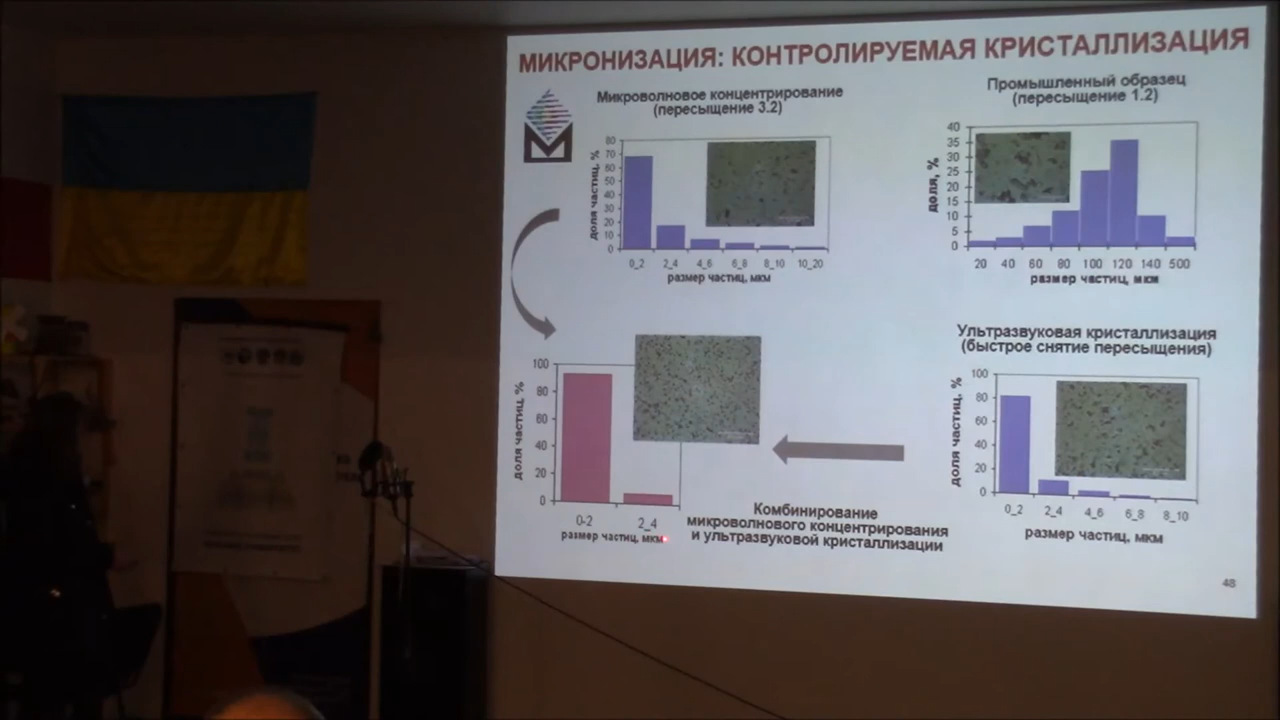 МИКРОНИЗАЦИЯ: КОНТРОЛИРУЕМАЯ КРИСТАЛЛИЗАЦИЯ
Микроволновое концентрирование
(пересыщение 3.2)
доля частиц, %
80
70
60
50
40
30
20
10
0
0_2 2_4 4_6 6_8 8_10 10_20
размер частиц, мкм
Промышленный образец
(пересыщение 1.2)
доля, %
40
35
30
25
20
15
10
5
0
20 40 60 80 100 120 140 500
размер частиц, мкм
доля частиц, %
100
80
60
40
20
0
0-2 2_4
размер частиц, мкм
Комбинирование
микроволнового концентрирования
и ультразвуковой кристаллизации
Ультразвуковая кристаллизация
(быстрое снятие пересыщения)
доля частиц, %
100
80
60
40
20
0
0_2 2_4 4_6 6_8 8_10
размер частиц, мкм
48